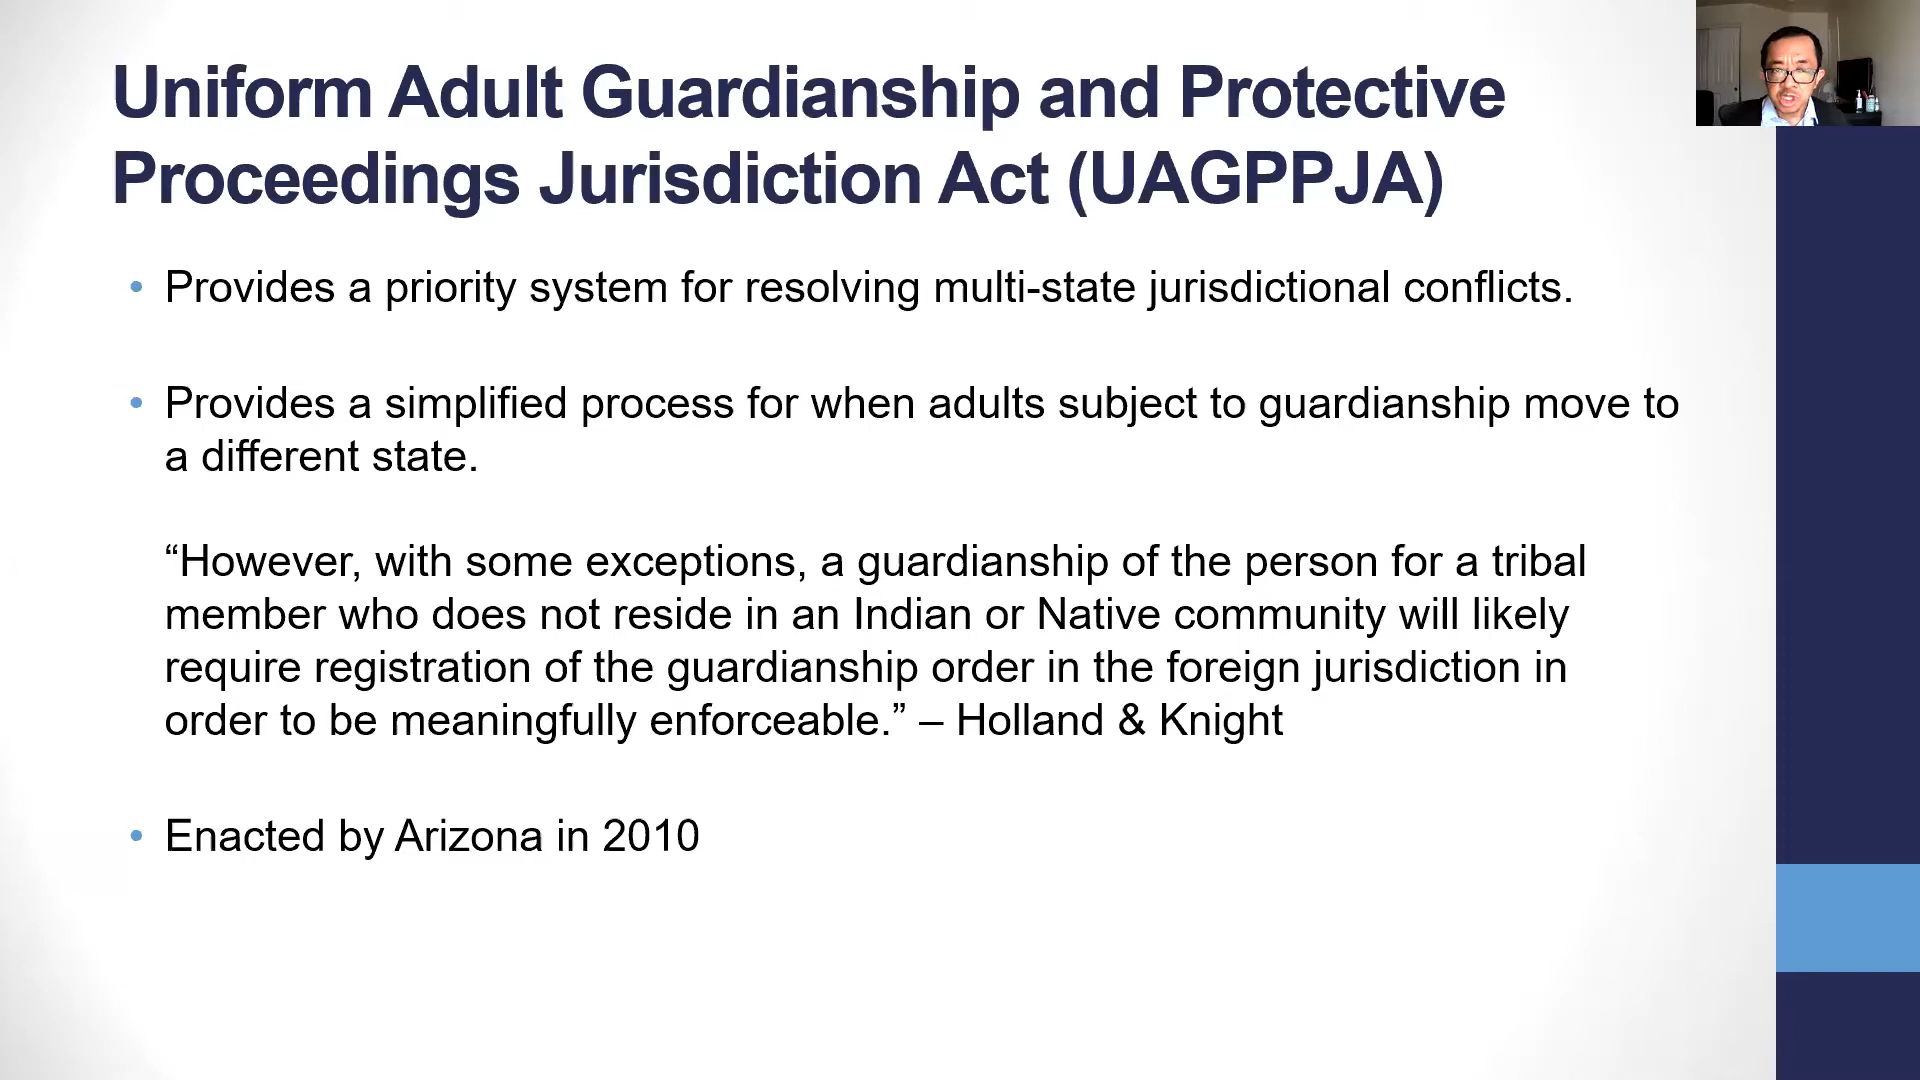 Uniform Adult Guardianship and Protective
Proceedings Jurisdiction Act (UAGPPJA)
• Provides a priority system for resolving multi-state jurisdictional conflicts.
• Provides a simplified process for when adults subject to guardianship move to
a different state.
“However, with some exceptions, a guardianship of the person for a tribal
member who does not reside in an Indian or Native community will likely
require registration of the guardianship order in the foreign jurisdiction in
order to be meaningfully enforceable.” – Holland & Knight
• Enacted by Arizona in 2010